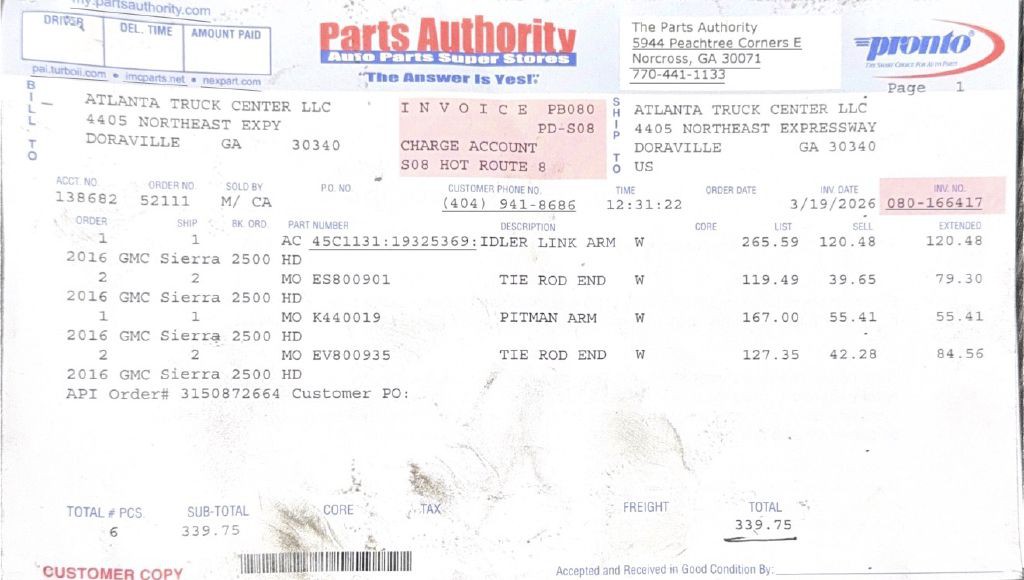 my.partsauthority.com
DRIVER DEL. TIME AMOUNT PAID
pai.turboii.com • imcparts.net • nexpart.com
Parts Authority
Auto Parts Super Stores
"The Answer Is Yes!"
The Parts Authority
5944 Peachtree Corners E
Norcross, GA 30071
770-441-1133
pronto
THE SMART CHOICE FOR AUTO PARTS
Page 1
BILL TO
ATLANTA TRUCK CENTER LLC
4405 NORTHEAST EXPY
DORAVILLE GA 30340
INVOICE PB080
PD-S08
CHARGE ACCOUNT
S08 HOT ROUTE 8
SHIP TO
ATLANTA TRUCK CENTER LLC
4405 NORTHEAST EXPRESSWAY
DORAVILLE GA 30340
US
ACCT. NO. ORDER NO. SOLD BY P.O. NO. CUSTOMER PHONE NO. TIME ORDER DATE INV. DATE INV. NO.
138682 52111 M/ CA (404) 941-8686 12:31:22 3/19/2026 080-166417
ORDER SHIP BK. ORD. PART NUMBER DESCRIPTION CORE LIST SELL EXTENDED
1 1 AC 45C1131:19325369:IDLER LINK ARM W 265.59 120.48 120.48
2016 GMC Sierra 2500 HD
2 2 MO ES800901 TIE ROD END W 119.49 39.65 79.30
2016 GMC Sierra 2500 HD
1 1 MO K440019 PITMAN ARM W 167.00 55.41 55.41
2016 GMC Sierra 2500 HD
2 2 MO EV800935 TIE ROD END W 127.35 42.28 84.56
2016 GMC Sierra 2500 HD
API Order# 3150872664 Customer PO:
TOTAL # PCS. SUB-TOTAL CORE TAX FREIGHT TOTAL
6 339.75 339.75
CUSTOMER COPY
Accepted and Received in Good Condition By: